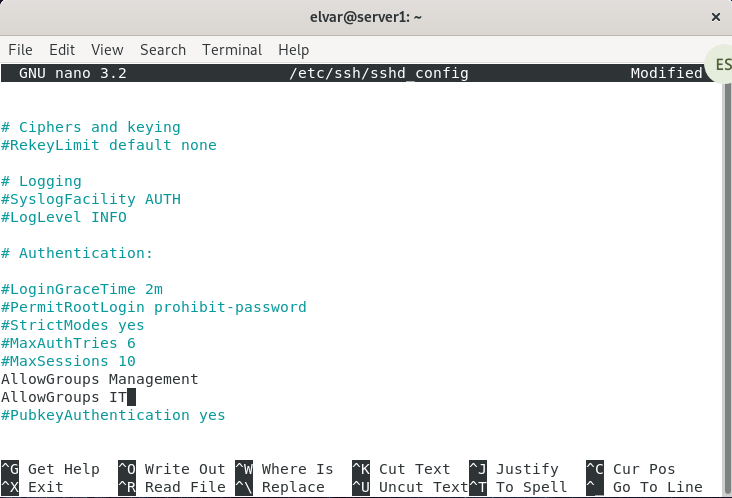 elvar@server1: ~ ×
File Edit View Search Terminal Help
ES
GNU nano 3.2 /etc/ssh/sshd_config Modified
# Ciphers and keying
#RekeyLimit default none
# Logging
#SyslogFacility AUTH
#LogLevel INFO
# Authentication:
#LoginGraceTime 2m
#PermitRootLogin prohibit-password
#StrictModes yes
#MaxAuthTries 6
#MaxSessions 10
AllowGroups Management
AllowGroups IT
#PubkeyAuthentication yes
^G Get Help ^O Write Out ^W Where Is ^K Cut Text ^J Justify ^C Cur Pos
^X Exit ^R Read File ^\ Replace ^U Uncut Text ^T To Spell ^_ Go To Line